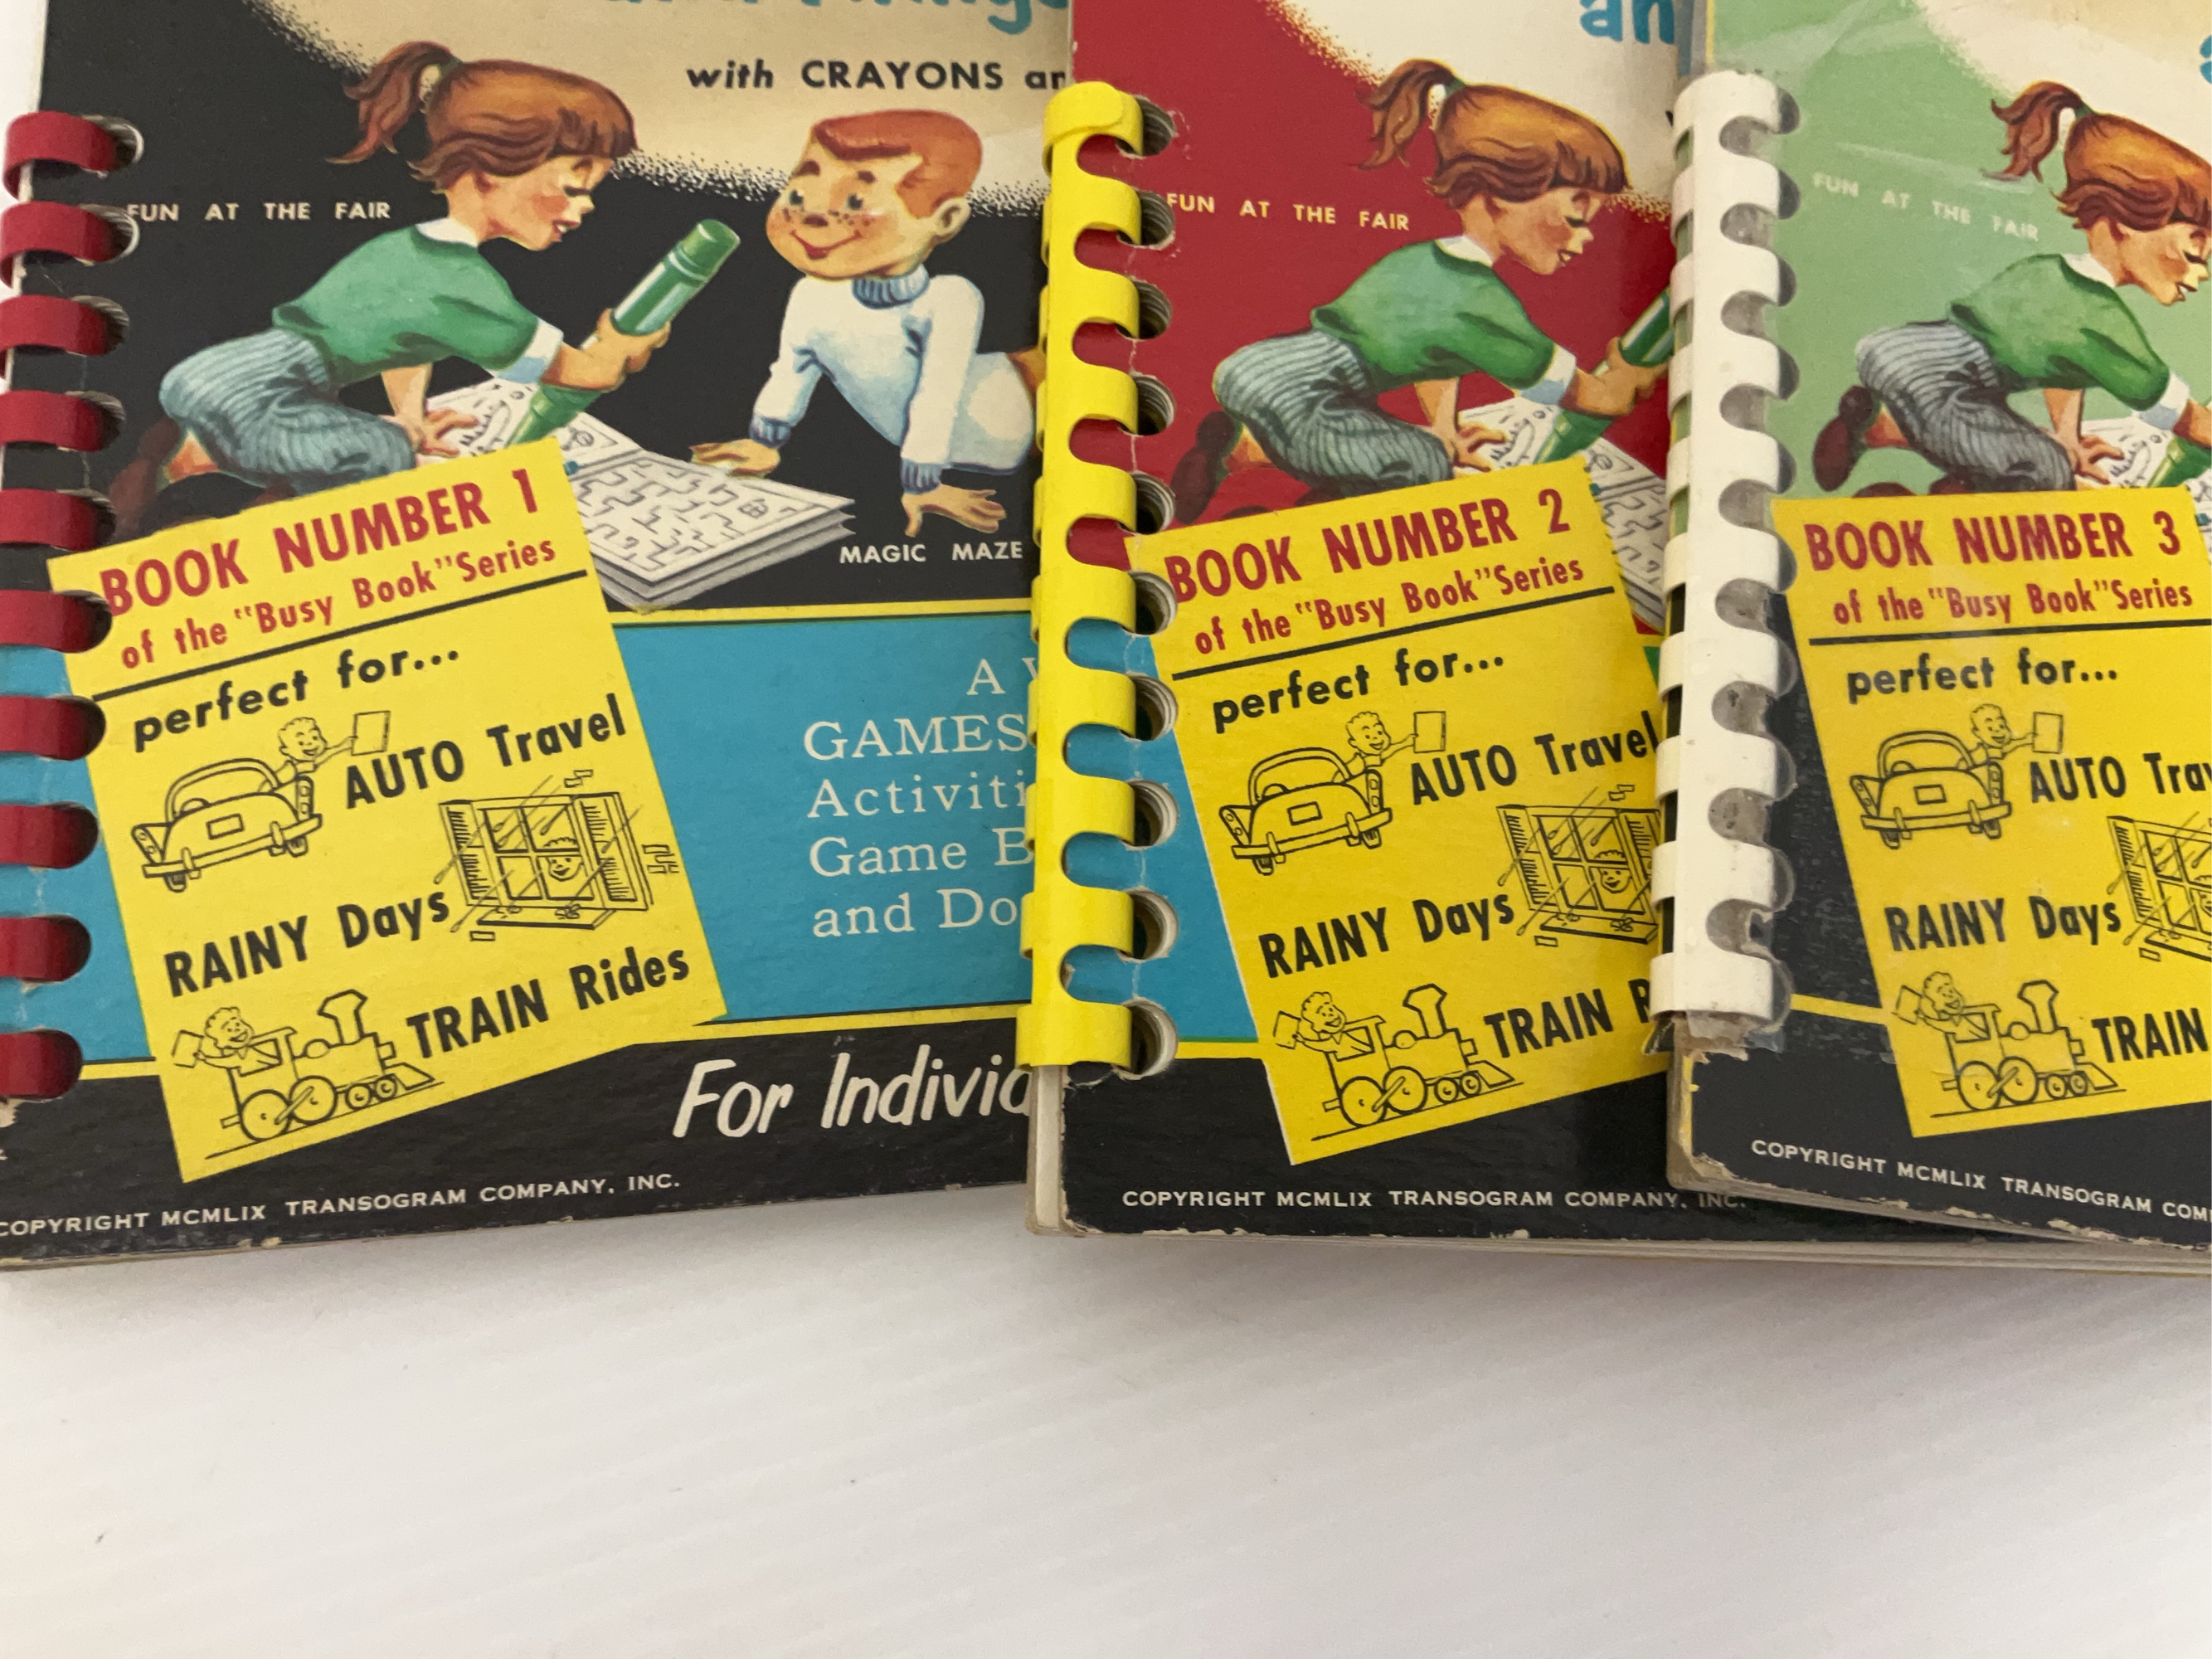 with CRAYONS
FUN AT THE FAIR
MAGIC MAZE
BOOK NUMBER 1
of the "Busy Book" Series
perfect for...
AUTO Travel
RAINY Days
TRAIN Rides
A
GAMES
Activiti
Game B
and Do
For Individ
COPYRIGHT MCMLIX TRANSOGRAM COMPANY, INC.
an
FUN AT THE FAIR
BOOK NUMBER 2
of the "Busy Book" Series
perfect for...
AUTO Travel
RAINY Days
TRAIN R
COPYRIGHT MCMLIX TRANSOGRAM COMPANY, INC.
FUN AT THE FAIR
BOOK NUMBER 3
of the "Busy Book" Series
perfect for...
AUTO Trav
RAINY Days
TRAIN
COPYRIGHT MCMLIX TRANSOGRAM COM